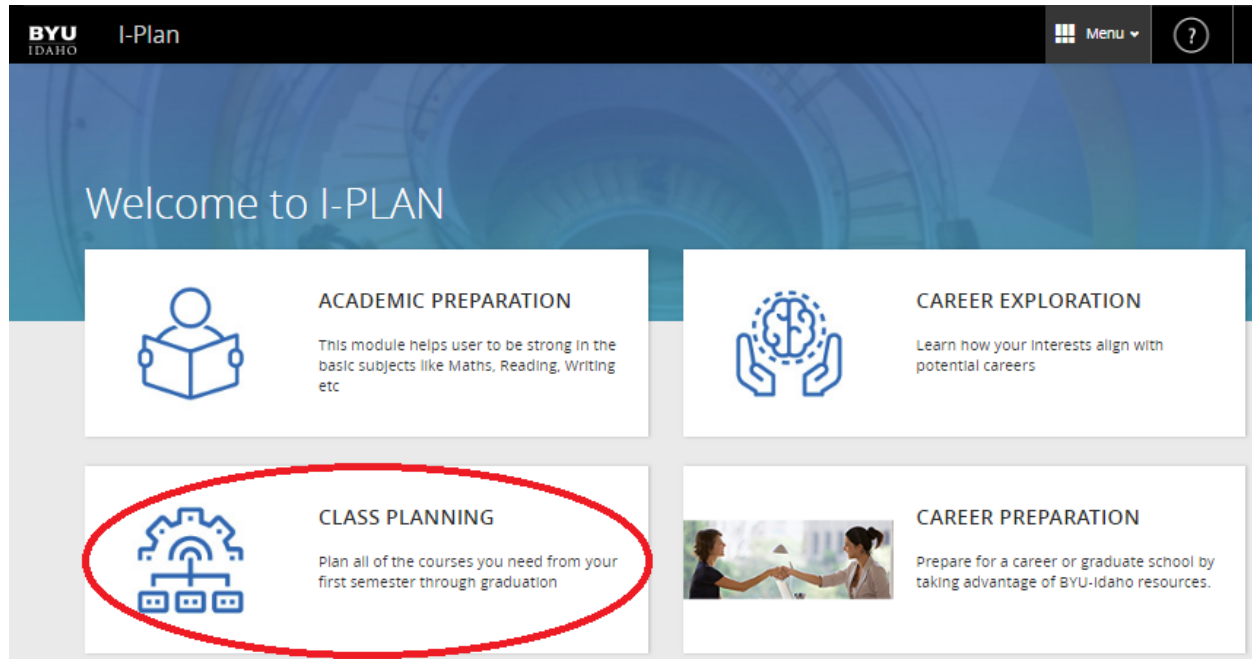 BYU
IDAHO
I-Plan
Menu
?
Welcome to I-PLAN
ACADEMIC PREPARATION
This module helps user to be strong in the
basic subjects like Maths, Reading, Writing
etc
CAREER EXPLORATION
Learn how your interests align with
potential careers
CLASS PLANNING
Plan all of the courses you need from your
first semester through graduation
CAREER PREPARATION
Prepare for a career or graduate school by
taking advantage of BYU-Idaho resources.